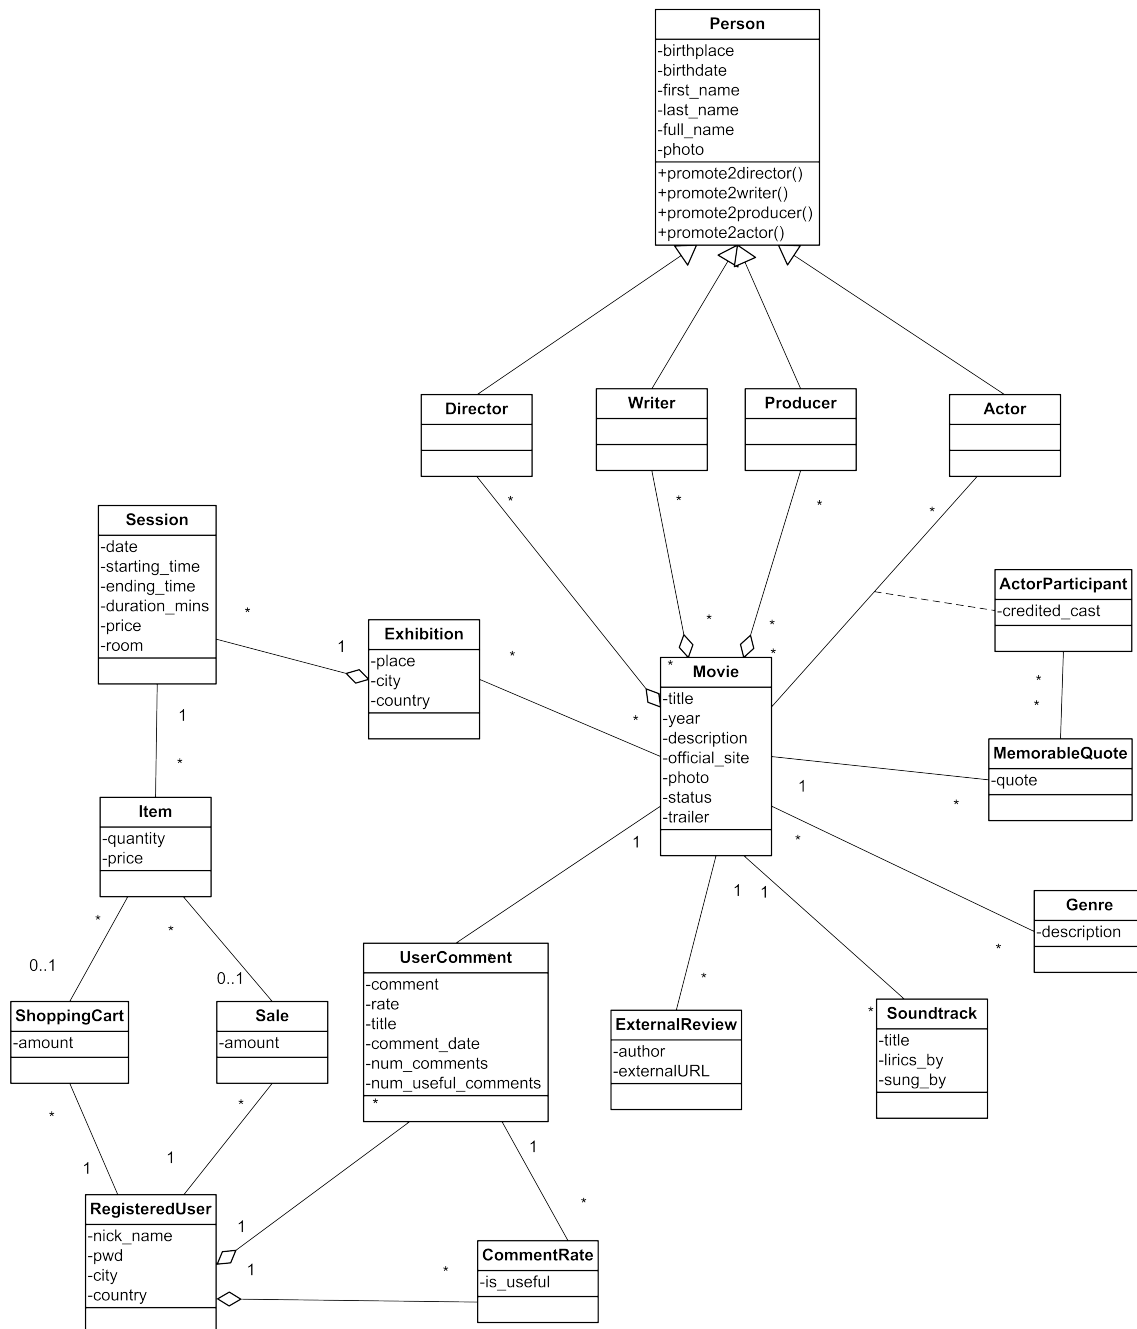 Person
-birthplace
-birthdate
-first_name
-last_name
-full_name
-photo
+promote2director()
+promote2writer()
+promote2producer()
+promote2actor()
Director
Writer
Producer
Actor
*
*
*
*
Session
-date
-starting_time
-ending_time
-duration_mins
-price
-room
*
1
Exhibition
-place
-city
-country
*
*
ActorParticipant
-credited_cast
*
*
*
*
*
*
Movie
-title
-year
-description
-official_site
-photo
-status
-trailer
MemorableQuote
-quote
1
*
1
*
Item
-quantity
-price
1
*
*
Genre
-description
1
1
*
*
0..1
0..1
ShoppingCart
-amount
Sale
-amount
UserComment
-comment
-rate
-title
-comment_date
-num_comments
-num_useful_comments
*
*
ExternalReview
-author
-externalURL
*
Soundtrack
-title
-lirics_by
-sung_by
*
*
1
1
1
*
RegisteredUser
-nick_name
-pwd
-city
-country
1
1
*
CommentRate
-is_useful